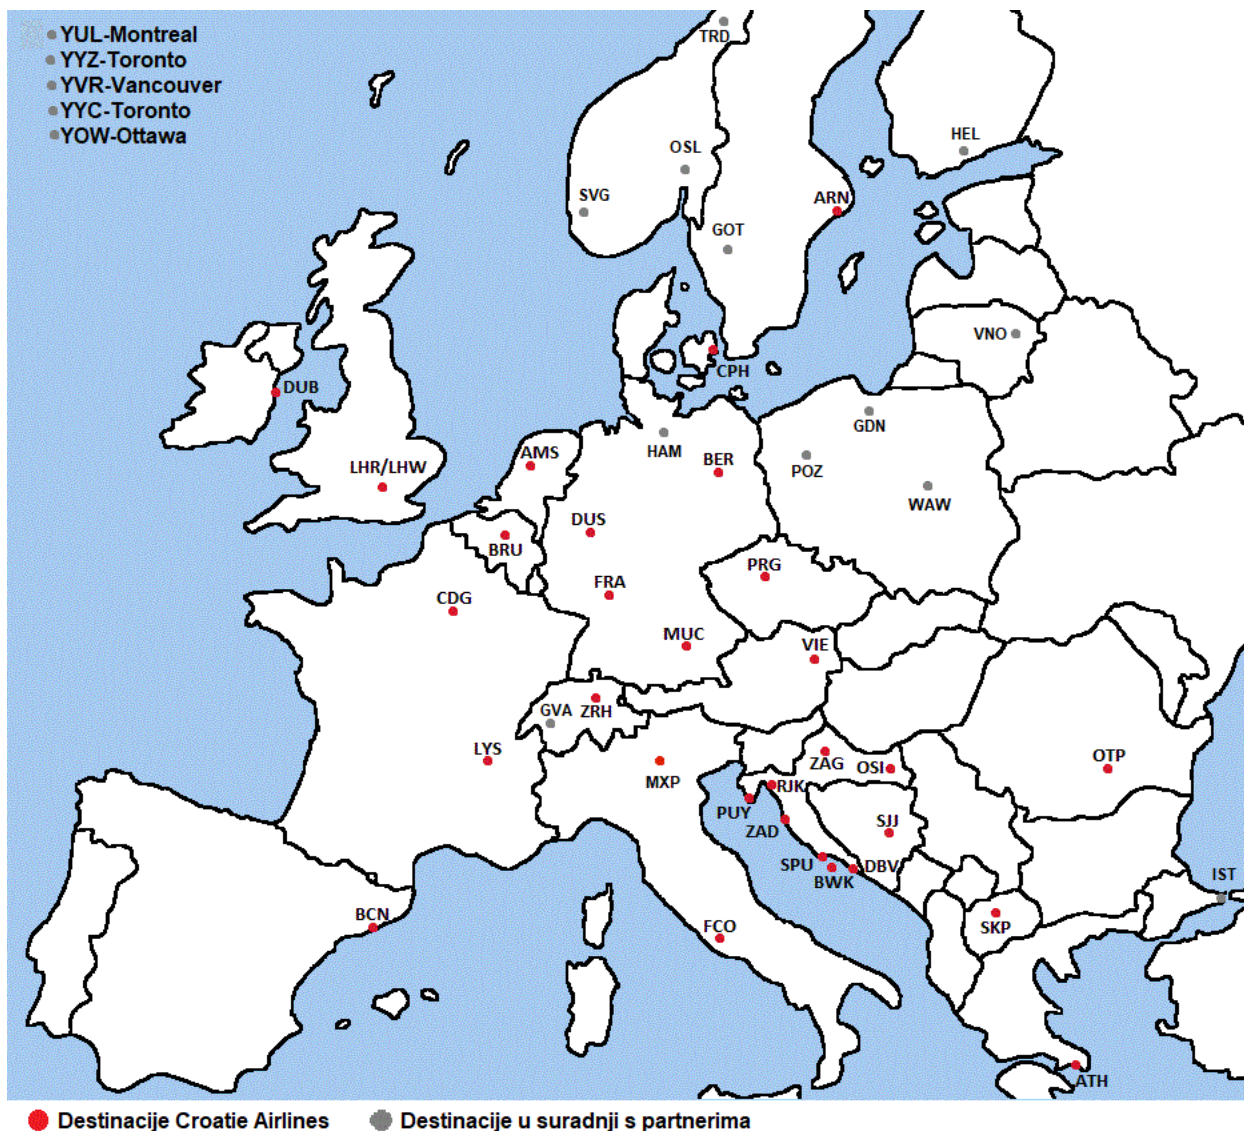 YUL-Montreal
YYZ-Toronto
YVR-Vancouver
YYC-Toronto
YOW-Ottawa
TRD
HEL
OSL
SVG
ARN
GOT
VNO
CPH
DUB
GDN
HAM
AMS
BER
POZ
LHR/LHW
WAW
DUS
BRU
PRG
FRA
CDG
MUC
VIE
GVA
ZRH
LYS
MXP
ZAG
OSI
OTP
RJK
PUY
ZAD
SJJ
SPU
BWK
DBV
IST
BCN
FCO
SKP
ATH
Destinacije Croatie Airlines
Destinacije u suradnji s partnerima